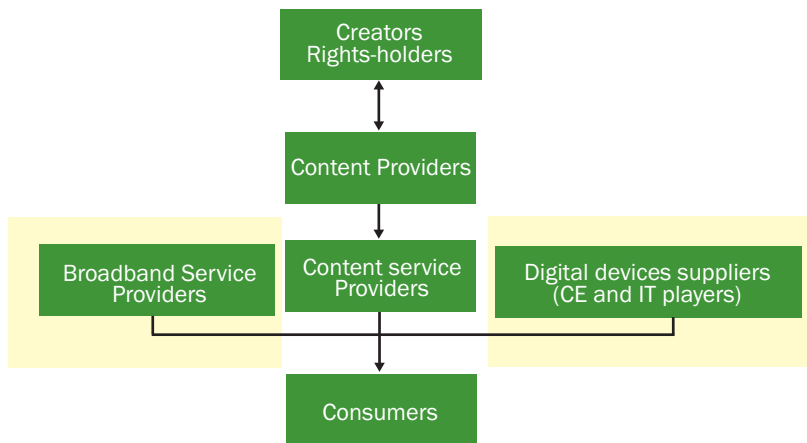 Creators
Rights-holders
Content Providers
Broadband Service
Providers
Content service
Providers
Digital devices suppliers
(CE and IT players)
Consumers